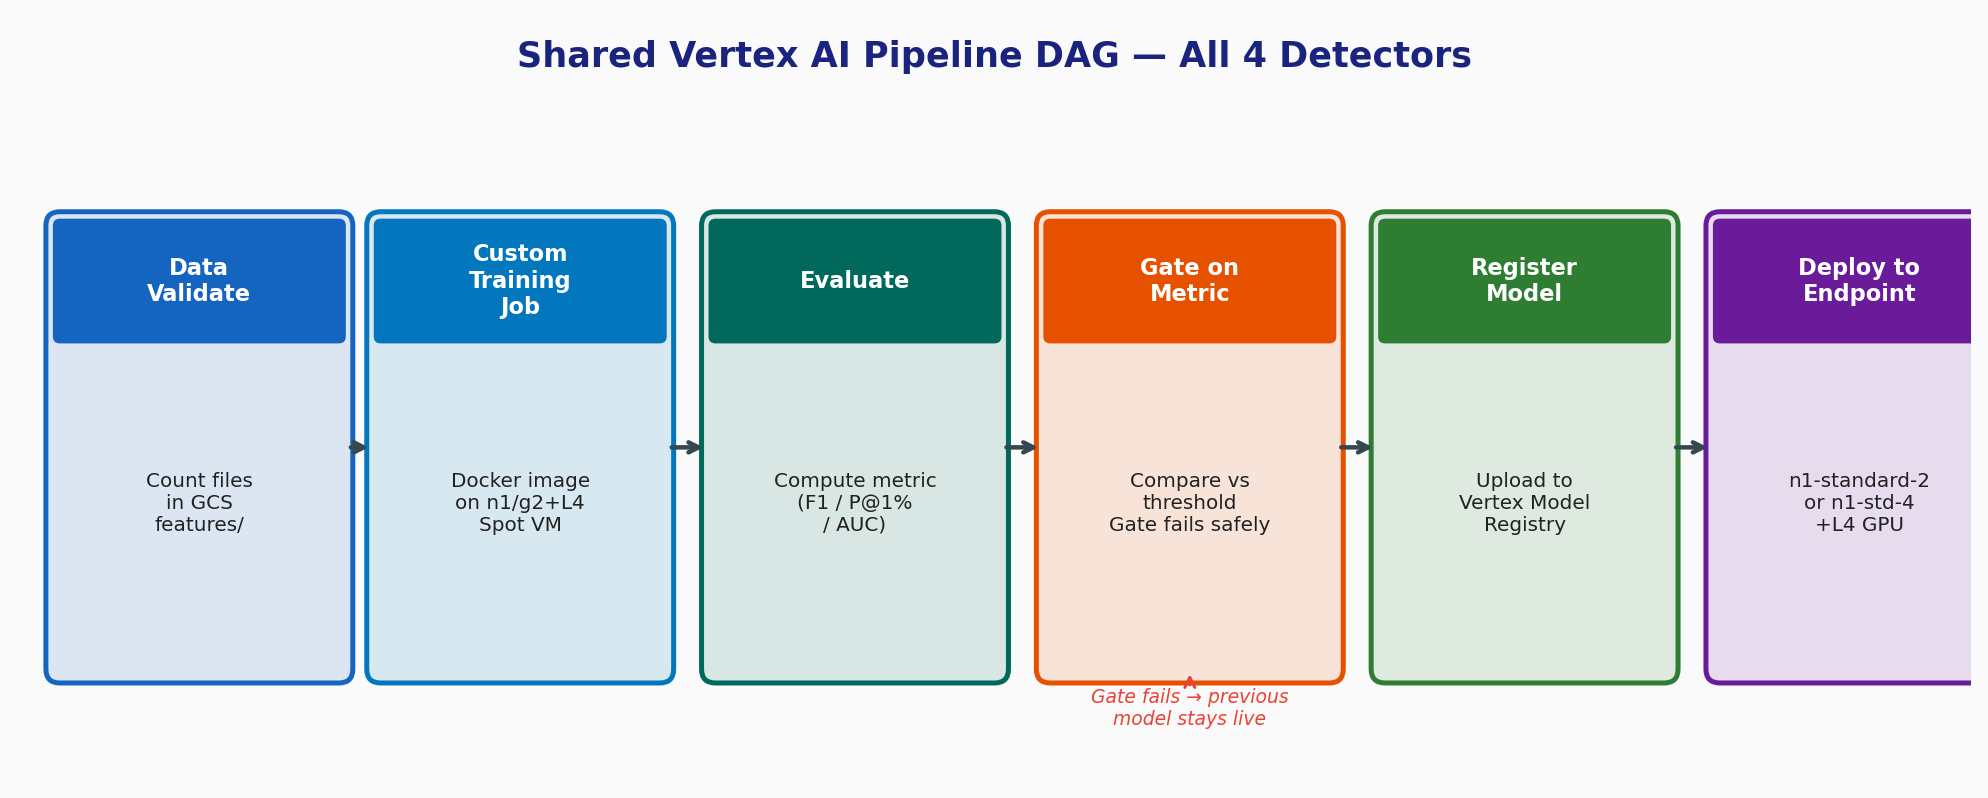 Shared Vertex AI Pipeline DAG — All 4 Detectors
Data
Validate
Count files
in GCS
features/
Custom
Training
Job
Docker image
on n1/g2+L4
Spot VM
Evaluate
Compute metric
(F1 / P@1%
/ AUC)
Gate on
Metric
Compare vs
threshold
Gate fails safely
Gate fails → previous
model stays live
Register
Model
Upload to
Vertex Model
Registry
Deploy to
Endpoint
n1-standard-2
or n1-std-4
+L4 GPU